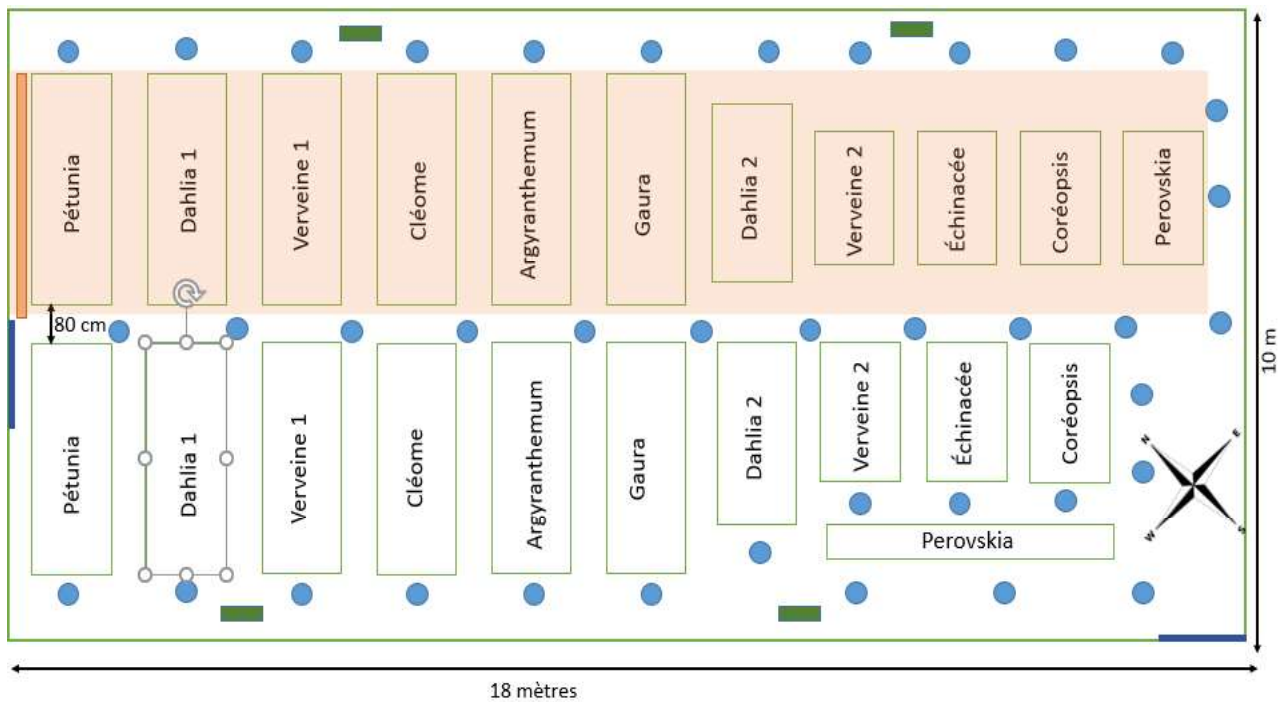 Pétunia
Dahlia 1
Verveine 1
Cléome
Argyranthemum
Gaura
Dahlia 2
Verveine 2
Échinacée
Coréopsis
Perovskia
80 cm
10 m
Pétunia
Dahlia 1
Verveine 1
Cléome
Argyranthemum
Gaura
Dahlia 2
Verveine 2
Échinacée
Coréopsis
N
E
W
S
Perovskia
18 mètres